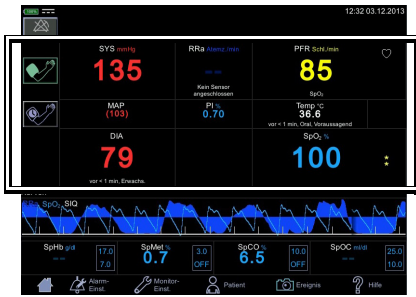 100%
12:32 03.12.2013
SYS mmHg
RRa Atemz./min
PFR Schl./min
135
--
85
Kein Sensor
angeschlossen
SpO₂
MAP
(103)
PI %
0.70
Temp °C
36.6
vor < 1 min, Oral, Voraussagend
DIA
SpO₂ %
79
100
vor < 1 min, Erwachs.
SpO₂ SIQ
SpHb g/dl
17.0
7.0
--
SpMet %
3.0
OFF
0.7
SpCO %
10.0
OFF
6.5
SpOC ml/dl
25.0
10.0
--
Alarm-
Einst.
Monitor-
Einst.
Patient
Ereignis
Hilfe